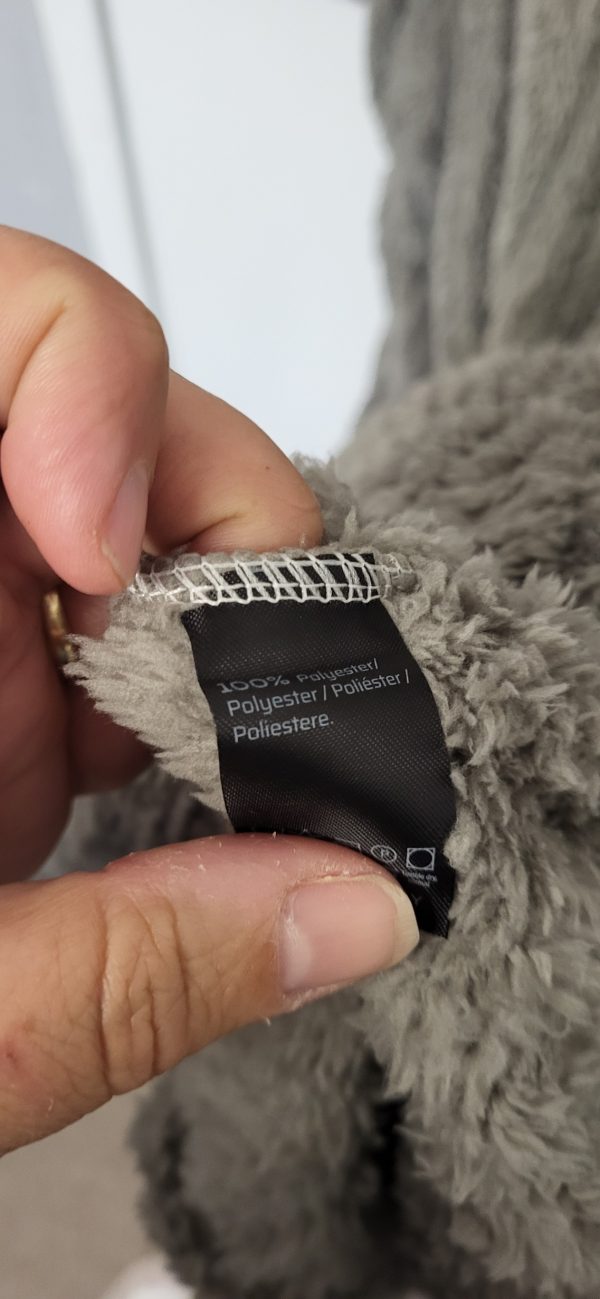 100% Polyester/
Polyester / Poliéster /
Poliestere.